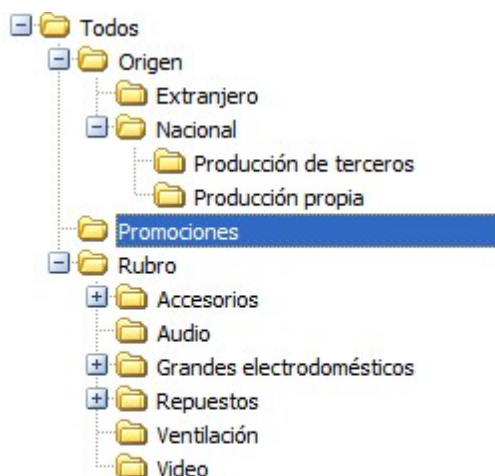 Todos
Origen
Extranjero
Nacional
Producción de terceros
Producción propia
Promociones
Rubro
Accesorios
Audio
Grandes electrodomésticos
Repuestos
Ventilación
Video